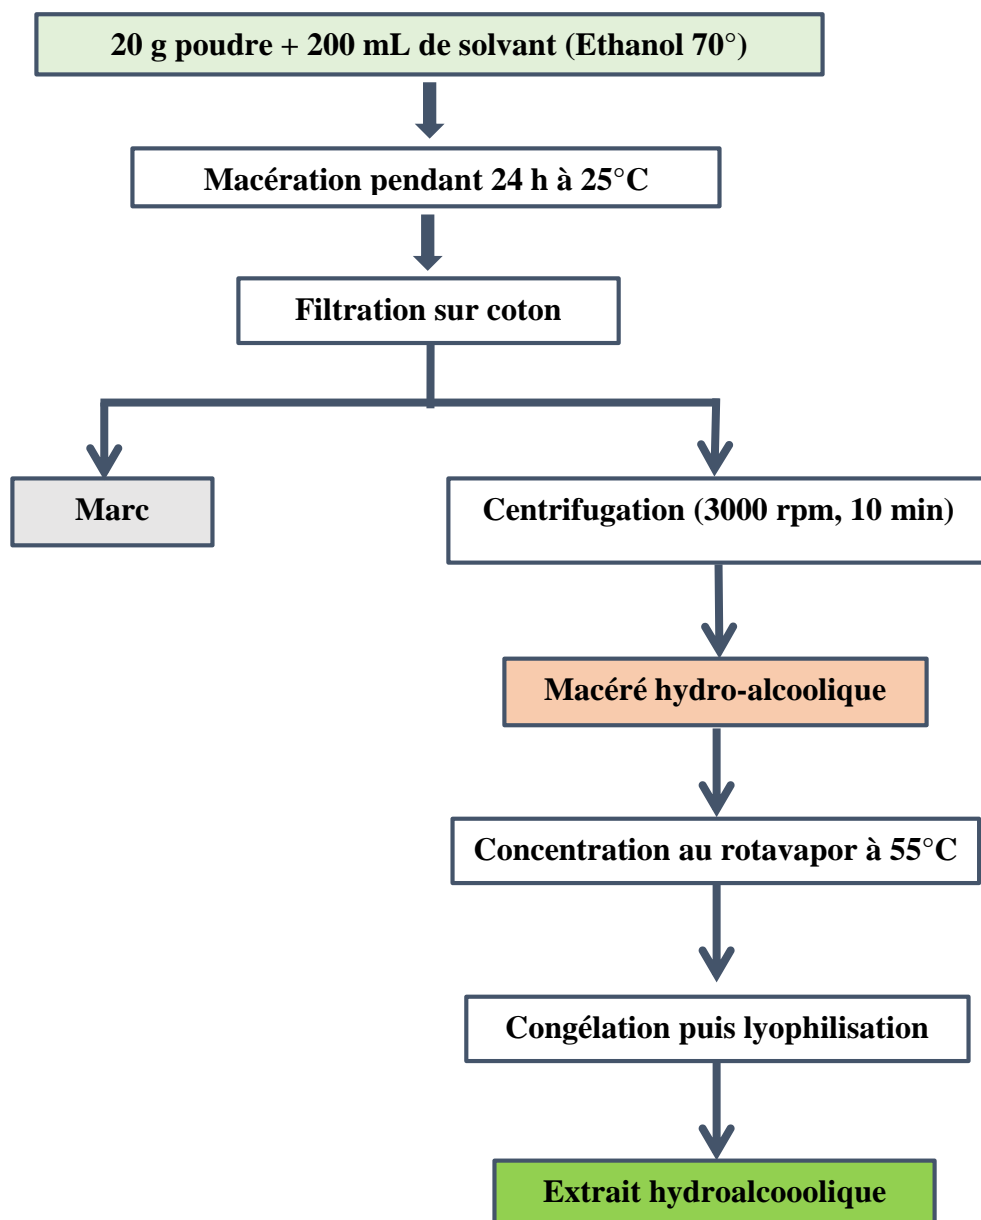 20 g poudre + 200 mL de solvant (Ethanol 70°)
Macération pendant 24 h à 25°C
Filtration sur coton
Marc
Centrifugation (3000 rpm, 10 min)
Macéré hydro-alcoolique
Concentration au rotavapor à 55°C
Congélation puis lyophilisation
Extrait hydroalcooolique